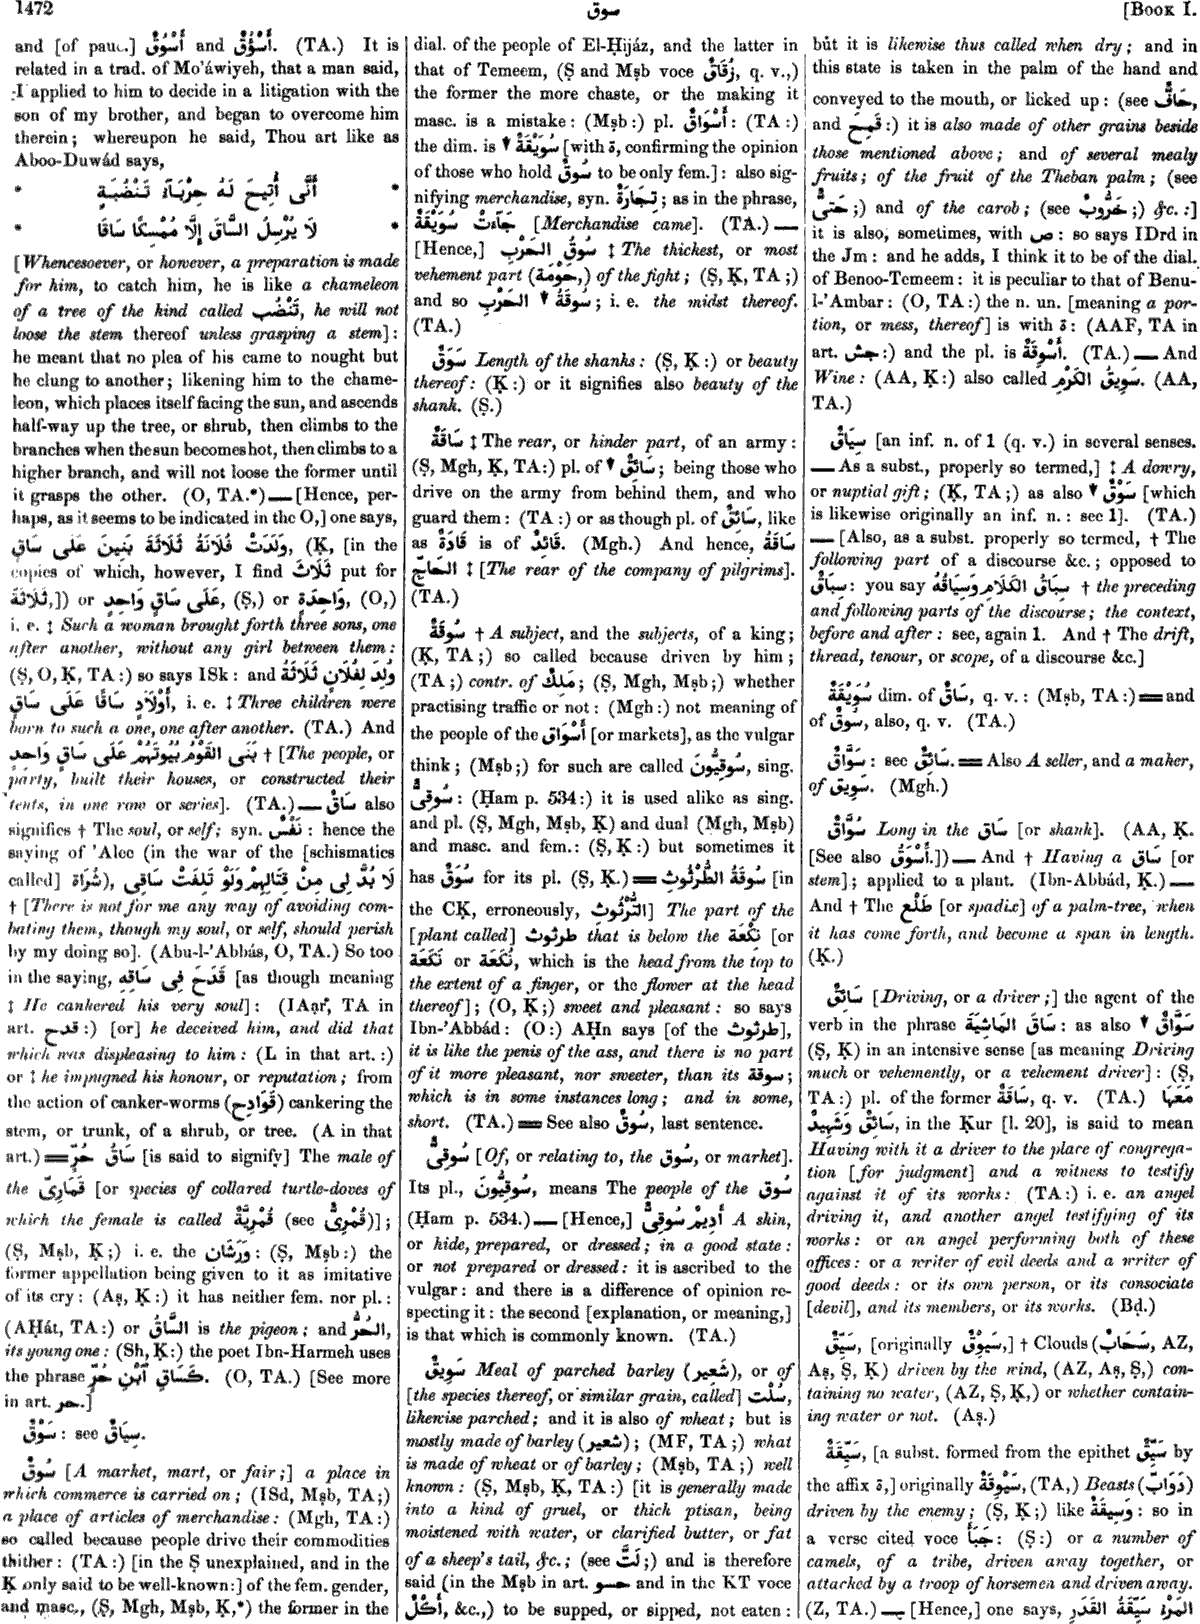 1472
سوق
[Book I.
and [of pauc.] أَسْوُقٌ and أَسْؤُقٌ. (TA.) It is
related in a trad. of Mo’áwiyeh, that a man said,
I applied to him to decide in a litigation with the
son of my brother, and began to overcome him
therein; whereupon he said, Thou art like as
Aboo-Duwád says,
* أَنَّى أُتِيحَ لَهُ حِرْبَآءُ تَنْضُبَةٍ *
* لَا يُرْسِلُ السَّاقَ إِلَّا مُمْسِكًا سَاقَا *
[Whencesoever, or however, a preparation is made
for him, to catch him, he is like a chameleon
of a tree of the kind called تَنْضُب, he will not
loose the stem thereof unless grasping a stem]:
he meant that no plea of his came to nought but
he clung to another; likening him to the chame-
leon, which places itself facing the sun, and ascends
half-way up the tree, or shrub, then climbs to the
branches when the sun becomes hot, then climbs to a
higher branch, and will not loose the former until
it grasps the other. (O, TA.*) — [Hence, per-
haps, as it seems to be indicated in the O,] one says,
وَلَدَتْ فُلَانَةُ ثَلَاثَةَ بَنِينَ عَلَى سَاقٍ, (Ḳ, [in the
copies of which, however, I find ثَلَاثَ put for
ثَلَاثَةَ,]) or عَلَى سَاقٍ وَاحِدٍ, (Ṣ,) or وَاحِدَةٍ, (O,)
i. e. ‡ Such a woman brought forth three sons, one
after another, without any girl between them:
(Ṣ, O, Ḳ, TA:) so says ISk: and وُلِدَ لِفُلَانٍ ثَلَاثَةُ
أَوْلَادٍ سَاقًا عَلَى سَاقٍ, i. e. ‡ Three children were
born to such a one, one after another. (TA.) And
بَنَى القَوْمُ بُيُوتَهُمْ عَلَى سَاقٍ وَاحِدٍ † [The people, or
party, built their houses, or constructed their
tents, in one row or series]. (TA.) — سَاقٌ also
signifies † The soul, or self; syn. نَفْسٌ: hence the
saying of ’Alee (in the war of the [schismatics
called] شُرَاة), لَا بُدَّ لِى مِنْ قِتَالِهِمْ وَلَوْ تَلِفَتْ سَاقِى
† [There is not for me any way of avoiding com-
bating them, though my soul, or self, should perish
by my doing so]. (Abu-l-’Abbás, O, TA.) So too
in the saying, قَدَحَ فِى سَاقِهِ [as though meaning
‡ He cankered his very soul]: (IAạr, TA in
art. قدح:) [or] he deceived him, and did that
which was displeasing to him: (L in that art.:)
or ‡ he impugned his honour, or reputation; from
the action of canker-worms (قَوَادِح) cankering the
stem, or trunk, of a shrub, or tree. (A in that
art.) ═ سَاقُ حُرٍّ [is said to signify] The male of
the قَمَارِىّ [or species of collared turtle-doves of
which the female is called قُمْرِيَّةٌ (see قُمْرِىٌّ)];
(Ṣ, Mṣb, Ḳ;) i. e. the وَرَشَان: (Ṣ, Mṣb:) the
former appellation being given to it as imitative
of its cry: (Aṣ, Ḳ:) it has neither fem. nor pl.:
(AḤát, TA:) or السَّاقُ is the pigeon; and الحُرُّ,
its young one: (Sh, Ḳ:) the poet Ibn-Harmeh uses
the phrase كَسَاقِ ٱبْنِ حُرٍّ. (O, TA.) [See more
in art. حر.]
سَوْقٌ: see سِيَاقٌ.
سُوقٌ [A market, mart, or fair;] a place in
which commerce is carried on; (ISd, Mṣb, TA;)
a place of articles of merchandise: (Mgh, TA:)
so called because people drive their commodities
thither: (TA:) [in the Ṣ unexplained, and in the
Ḳ only said to be well-known:] of the fem. gender,
and masc., (Ṣ, Mgh, Mṣb, Ḳ,*) the former in the
dial. of the people of El-Ḥijáz, and the latter in
that of Temeem, (Ṣ and Mṣb voce زُقَاقٌ, q. v.,)
the former the more chaste, or the making it
masc. is a mistake: (Mṣb:) pl. أَسْوَاقٌ: (TA:)
the dim. is ▼ سُوَيْقَةٌ [with ة, confirming the opinion
of those who hold سُوقٌ to be only fem.]: also sig-
nifying merchandise, syn. تِجَارَةٌ; as in the phrase,
جَآءَتْ سُوَيْقَةٌ [Merchandise came]. (TA.) —
[Hence,] سُوقُ الحَرْبِ ‡ The thickest, or most
vehement part (حَوْمَة,) of the fight; (Ṣ, Ḳ, TA;)
and so ▼ سُوقَةُ الحَرْبِ; i. e. the midst thereof.
(TA.)
سَوَقٌ Length of the shanks: (Ṣ, Ḳ:) or beauty
thereof: (Ḳ:) or it signifies also beauty of the
shank. (Ṣ.)
سَاقَةٌ ‡ The rear, or hinder part, of an army:
(Ṣ, Mgh, Ḳ, TA:) pl. of ▼ سَائِقٌ; being those who
drive on the army from behind them, and who
guard them: (TA:) or as though pl. of سَائِقٌ, like
as قَادَةٌ is of قَائِدٌ. (Mgh.) And hence, سَاقَةُ
الحَاجِّ ‡ [The rear of the company of pilgrims].
(TA.)
سُوقَةٌ † A subject, and the subjects, of a king;
(Ḳ, TA;) so called because driven by him;
(TA;) contr. of مَلِكٌ; (Ṣ, Mgh, Mṣb;) whether
practising traffic or not: (Mgh:) not meaning of
the people of the أَسْوَاق [or markets], as the vulgar
think; (Mṣb;) for such are called سُوقِيُّونَ, sing.
سُوقِىٌّ: (Ḥam p. 534:) it is used alike as sing.
and pl. (Ṣ, Mgh, Mṣb, Ḳ) and dual (Mgh, Mṣb)
and masc. and fem.: (Ṣ, Ḳ:) but sometimes it
has سُوَقٌ for its pl. (Ṣ, Ḳ.) ═ سُوقَةُ الطُّرْثُوثِ [in
the CḲ, erroneously, التُّرْثُوث] The part of the
[plant called] طرثوث that is below the نَكَعَة [or
نَكْعَة or نُكَعَة, which is the head from the top to
the extent of a finger, or the flower at the head
thereof]; (O, Ḳ;) sweet and pleasant: so says
Ibn-’Abbád: (O:) AḤn says [of the طرثوث],
it is like the penis of the ass, and there is no part
of it more pleasant, nor sweeter, than its سوقة;
which is in some instances long; and in some,
short. (TA.) ═ See also سُوقٌ, last sentence.
سُوقِىٌّ [Of, or relating to, the سُوق, or market].
Its pl., سُوقِيُّونَ, means The people of the سُوق
(Ḥam p. 534.) — [Hence,] أَدِيمٌ سُوقِىٌّ A skin,
or hide, prepared, or dressed; in a good state:
or not prepared or dressed: it is ascribed to the
vulgar: and there is a difference of opinion re-
specting it: the second [explanation, or meaning,]
is that which is commonly known. (TA.)
سَوِيقٌ Meal of parched barley (شَعِير), or of
[the species thereof, or similar grain, called] سُلْت,
likewise parched; and it is also of wheat; but is
mostly made of barley (شعير); (MF, TA;) what
is made of wheat or of barley; (Mṣb, TA;) well
known: (Ṣ, Mṣb, Ḳ, TA:) [it is generally made
into a kind of gruel, or thick ptisan, being
moistened with water, or clarified butter, or fat
of a sheep’s tail, &c.; (see لَتَّ;) and is therefore
said (in the Mṣb in art. حسو and in the KT voce
أَكْلٌ, &c.,) to be supped, or sipped, not eaten:
but it is likewise thus called when dry; and in
this state is taken in the palm of the hand and
conveyed to the mouth, or licked up: (see حَافٌّ,
and قَمِحَ:) it is also made of other grains beside
those mentioned above; and of several mealy
fruits; of the fruit of the Theban palm; (see
حَتِىٌّ;) and of the carob; (see خَرُّوبٌ;) &c.:]
it is also, sometimes, with ص: so says IDrd in
the Jm: and he adds, I think it to be of the dial.
of Benoo-Temeem: it is peculiar to that of Benu-
l-’Ambar: (O, TA:) the n. un. [meaning a por-
tion, or mess, thereof] is with ة: (AAF, TA in
art. جش:) and the pl. is أَسْوِقَةٌ. (TA.) — And
Wine: (AA, Ḳ:) also called سَوِيقُ الكَرْمِ. (AA,
TA.)
سِيَاقٌ [an inf. n. of 1 (q. v.) in several senses.
— As a subst., properly so termed,] ‡ A dowry,
or nuptial gift; (Ḳ, TA;) as also ▼ سَوْقٌ [which
is likewise originally an inf. n.: see 1]. (TA.)
— [Also, as a subst. properly so termed, † The
following part of a discourse &c.; opposed to
سِبَاقٌ: you say سِبَاقُ الكَلَامِ وَسِيَاقُهُ † the preceding
and following parts of the discourse; the context,
before and after: see, again 1. And † The drift,
thread, tenour, or scope, of a discourse &c.]
سُوَيْقَةٌ dim. of سَاقٌ, q. v.: (Mṣb, TA:) ═ and
of سُوقٌ, also, q. v. (TA.)
سَوَّاقٌ: see سَائِقٌ. ═ Also A seller, and a maker,
of سَوِيق. (Mgh.)
سُوَّاقٌ Long in the سَاق [or shank]. (AA, Ḳ.
[See also أَسْوَقُ.]) — And † Having a سَاق [or
stem]; applied to a plant. (Ibn-Abbád, Ḳ.) —
And † The طَلْع [or spadix] of a palm-tree, when
it has come forth, and become a span in length.
(Ḳ.)
سَائِقٌ [Driving, or a driver;] the agent of the
verb in the phrase سَاقَ المَاشِيَةَ: as also ▼ سَوَّاقٌ
(Ṣ, Ḳ) in an intensive sense [as meaning Driving
much or vehemently, or a vehement driver]: (Ṣ,
TA:) pl. of the former سَاقَةٌ, q. v. (TA.) مَعَهَا
سَائِقٌ وَشَهِيدٌ, in the Ḳur [l. 20], is said to mean
Having with it a driver to the place of congrega-
tion [for judgment] and a witness to testify
against it of its works: (TA:) i. e. an angel
driving it, and another angel testifying of its
works: or an angel performing both of these
offices: or a writer of evil deeds and a writer of
good deeds: or its own person, or its consociate
[devil], and its members, or its works. (Bḍ.)
سَيِّقٌ, [originally سَيْوِقٌ,] † Clouds (سَحَابٌ, AZ,
Aṣ, Ṣ, Ḳ) driven by the wind, (AZ, Aṣ, Ṣ,) con-
taining no water, (AZ, Ṣ, Ḳ,) or whether contain-
ing water or not. (Aṣ.)
سَيِّقَةٌ, [a subst. formed from the epithet سَيِّقٌ by
the affix ة,] originally سَيْوِقَةٌ, (TA,) Beasts (دَوَابّ)
driven by the enemy; (Ṣ, Ḳ;) like وَسِيقَةٌ: so in
a verse cited voce جَبَأَ: (Ṣ:) or a number of
camels, of a tribe, driven away together, or
attacked by a troop of horsemen and driven away.
(Z, TA.) — [Hence,] one says, المَرْءُ سَيِّقَةُ القَدَرِ